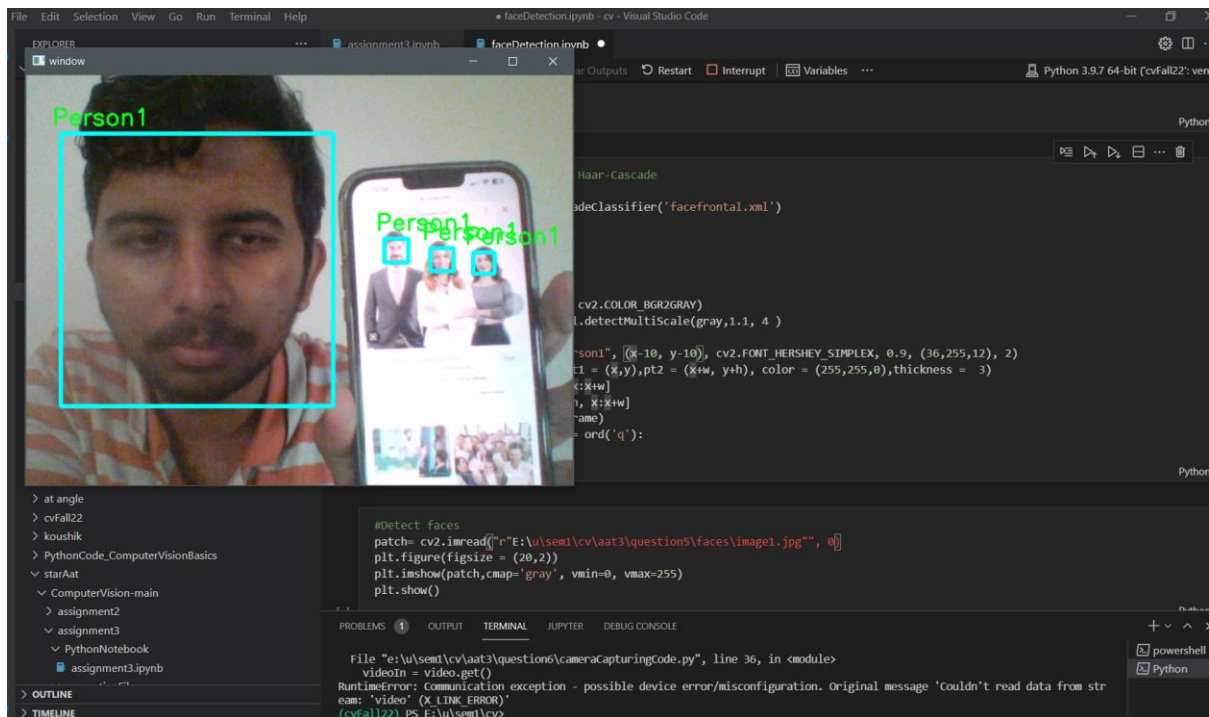 File Edit Selection View Go Run Terminal Help
● faceDetection.ipynb - cv - Visual Studio Code
EXPLORER ···
assignment3.ipynb
faceDetection.ipynb ●
window
ar Outputs Restart Interrupt Variables ···
Python 3.9.7 64-bit ('cvFall22': ven
Person1
Person1
Person1
Person1
Python
Haar-Cascade
adeClassifier('facefrontal.xml')
cv2.COLOR_BGR2GRAY)
l.detectMultiScale(gray,1.1, 4 )
rson1", (x-10, y-10), cv2.FONT_HERSHEY_SIMPLEX, 0.9, (36,255,12), 2)
t1 = (x,y),pt2 = (x+w, y+h), color = (255,255,0),thickness =  3)
x:x+w]
, x:x+w]
rame)
= ord('q'):
Python
> at angle
> cvFall22
> koushik
> PythonCode_ComputerVisionBasics
starAat
ComputerVision-main
> assignment2
assignment3
PythonNotebook
assignment3.ipynb
> OUTLINE
> TIMELINE
#Detect faces
patch= cv2.imread("r"E:\u\sem1\cv\aat3\question5\faces\image1.jpg"", 0)
plt.figure(figsize = (20,2))
plt.imshow(patch,cmap='gray', vmin=0, vmax=255)
plt.show()
PROBLEMS 1 OUTPUT TERMINAL JUPYTER DEBUG CONSOLE
File "e:\u\sem1\cv\aat3\question6\cameraCapturingCode.py", line 36, in <module>
videoIn = video.get()
RuntimeError: Communication exception - possible device error/misconfiguration. Original message 'Couldn't read data from str
eam: 'video' (X_LINK_ERROR)'
(cvFall22) PS E:\u\sem1\cv>
powershell
Python